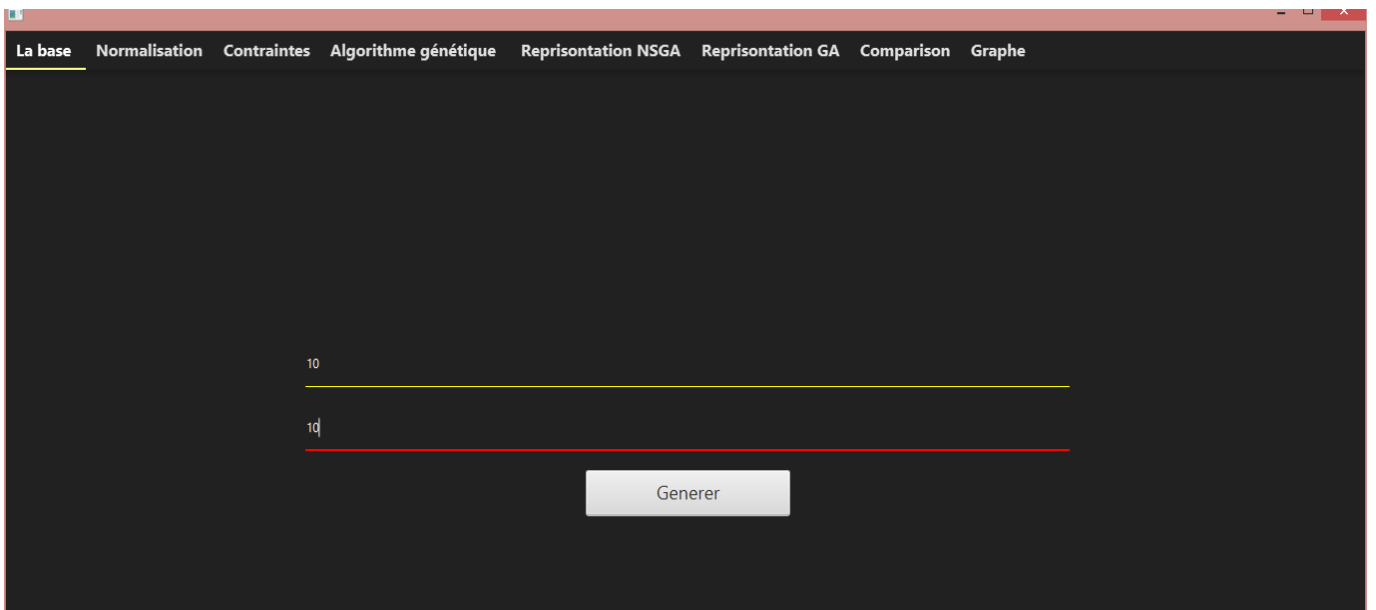 La base Normalisation Contraintes Algorithme génétique Reprisontation NSGA Reprisontation GA Comparison Graphe
10
10
Generer